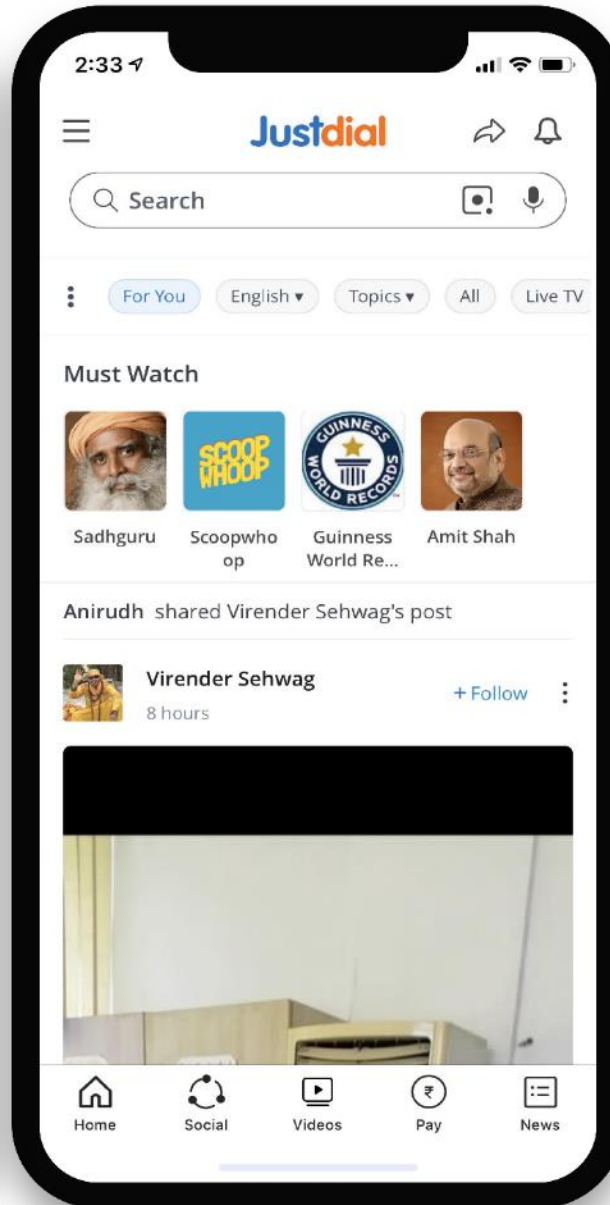 2:33
Justdial
Search
For You
English
Topics
All
Live TV
Must Watch
SCOOP
WHOOP
GUINNESS
WORLD RECORDS
Sadhguru
Scoopwho
op
Guinness
World Re...
Amit Shah
Anirudh shared Virender Sehwag's post
Virender Sehwag
+ Follow
8 hours
₹
Home
Social
Videos
Pay
News